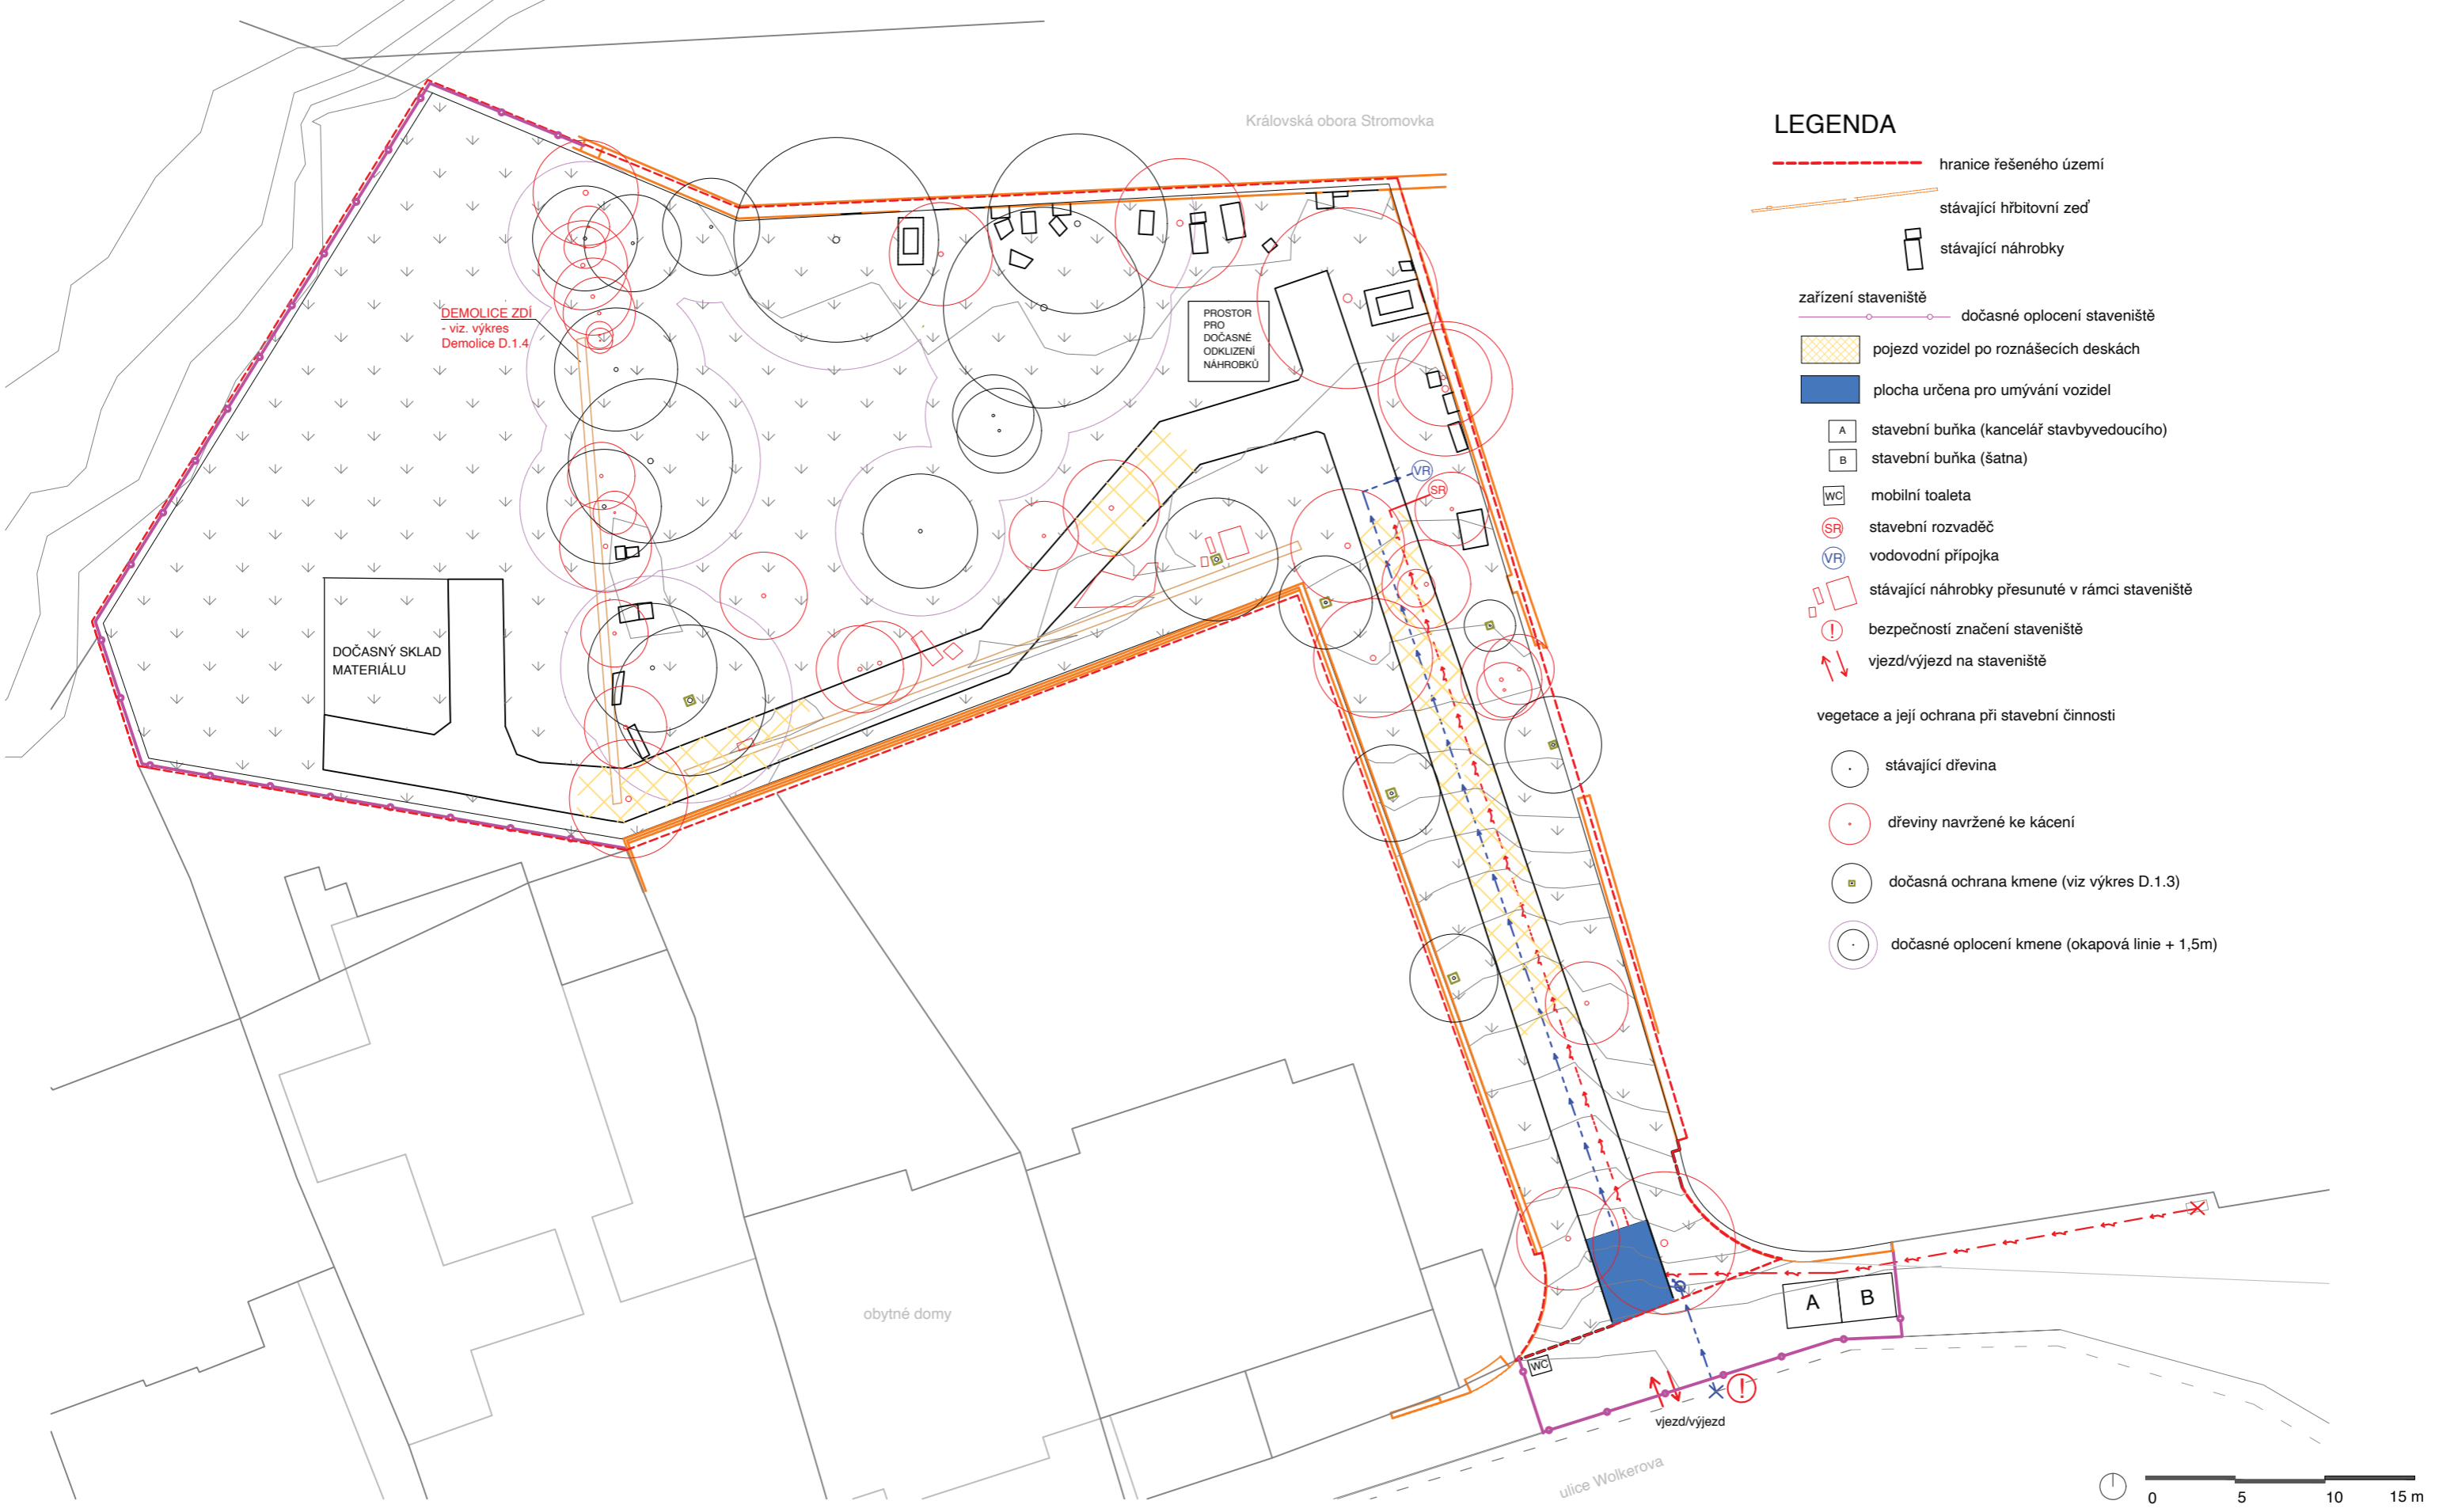 Královská obora Stromovka
DEMOLICE ZDÍ
- viz. výkres
Demolice D.1.4
PROSTOR
PRO
DOČASNÉ
ODKLIZENÍ
NÁHROBKŮ
VR
SR
DOČASNÝ SKLAD
MATERIÁLU
obytné domy
A
B
WC
!
vjezd/výjezd
ulice Wolkerova
LEGENDA
hranice řešeného území
stávající hřbitovní zeď
stávající náhrobky
zařízení staveniště
dočasné oplocení staveniště
pojezd vozidel po roznášecích deskách
plocha určena pro umývání vozidel
A stavební buňka (kancelář stavbyvedoucího)
B stavební buňka (šatna)
WC mobilní toaleta
SR stavební rozvaděč
VR vodovodní přípojka
stávající náhrobky přesunuté v rámci staveniště
! bezpečností značení staveniště
vjezd/výjezd na staveniště
vegetace a její ochrana při stavební činnosti
stávající dřevina
dřeviny navržené ke kácení
dočasná ochrana kmene (viz výkres D.1.3)
dočasné oplocení kmene (okapová linie + 1,5m)
0 5 10 15 m